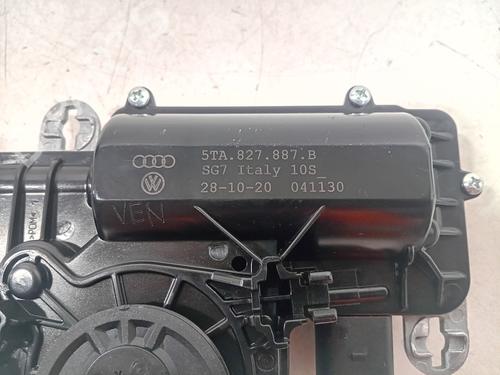 5TA.827.887.B
SG7 Italy 10S_
28-10-20 041130
VEN